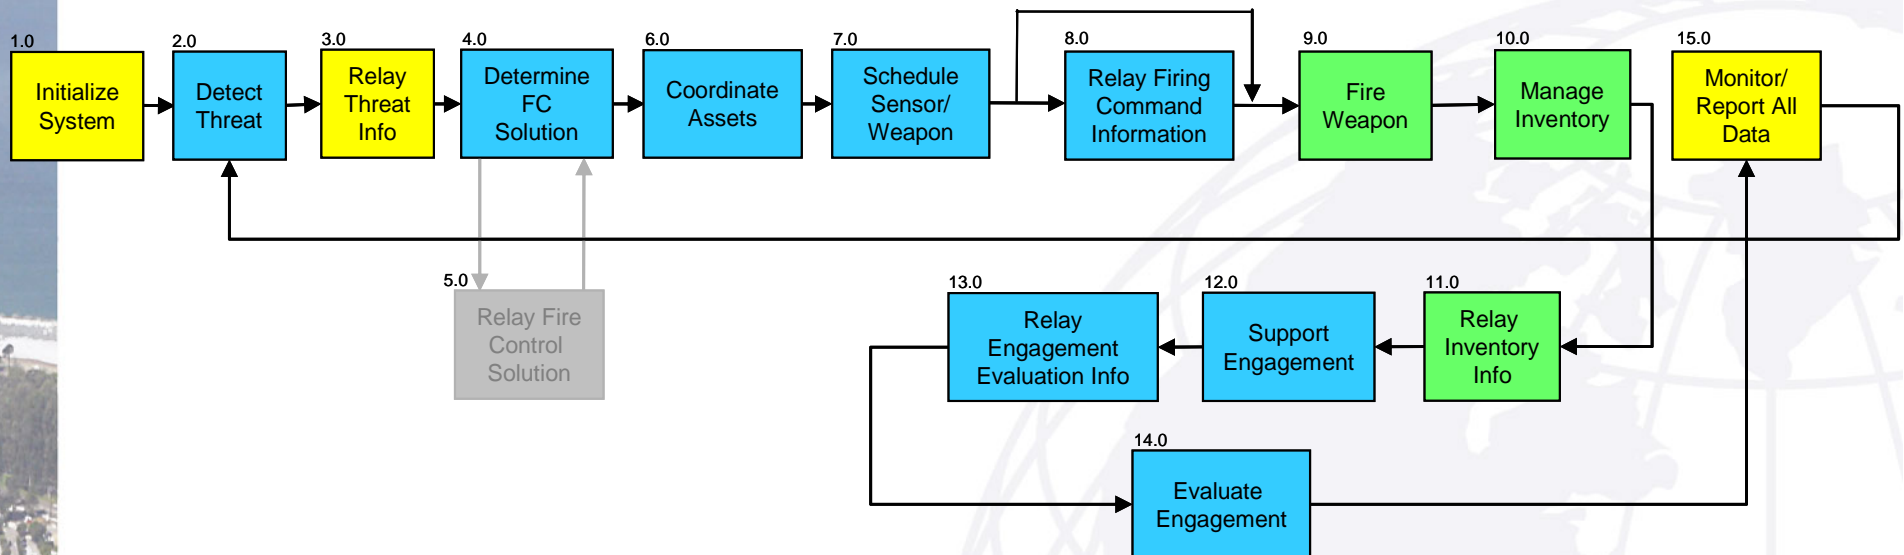 1.0
Initialize
System
2.0
Detect
Threat
3.0
Relay
Threat
Info
4.0
Determine
FC
Solution
6.0
Coordinate
Assets
7.0
Schedule
Sensor/
Weapon
8.0
Relay Firing
Command
Information
9.0
Fire
Weapon
10.0
Manage
Inventory
15.0
Monitor/
Report All
Data
5.0
Relay Fire
Control
Solution
13.0
Relay
Engagement
Evaluation Info
12.0
Support
Engagement
11.0
Relay
Inventory
Info
14.0
Evaluate
Engagement